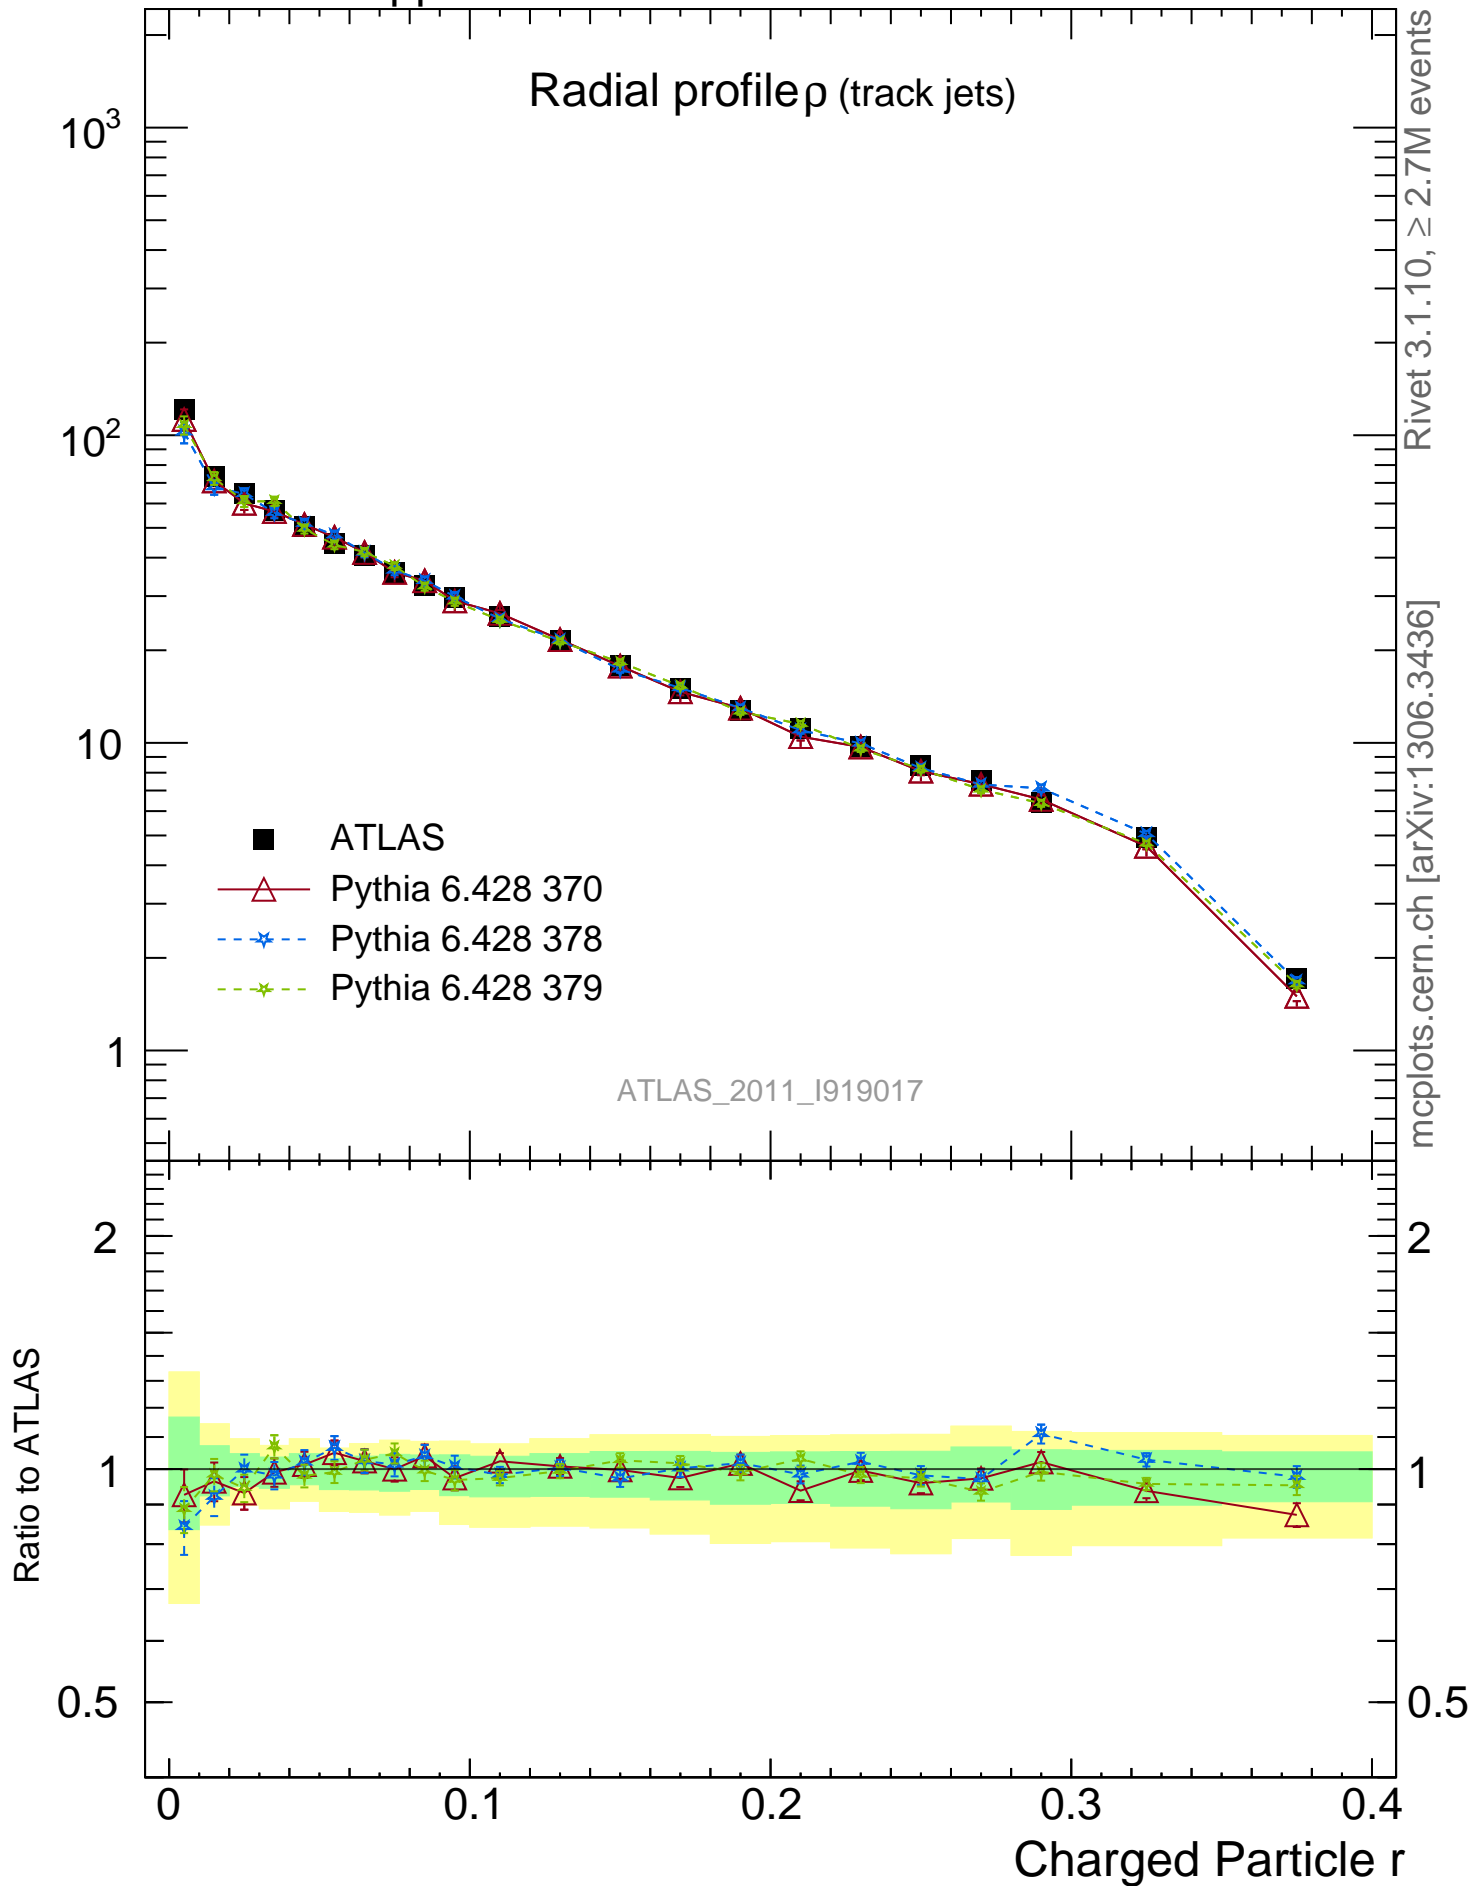 pp
Radial profile ρ (track jets)
10³
10²
10
1
ATLAS
Pythia 6.428 370
Pythia 6.428 378
Pythia 6.428 379
ATLAS_2011_I919017
Rivet 3.1.10, ≥ 2.7M events
mcplots.cern.ch [arXiv:1306.3436]
Ratio to ATLAS
2
1
0.5
2
1
0.5
0 0.1 0.2 0.3 0.4
Charged Particle r